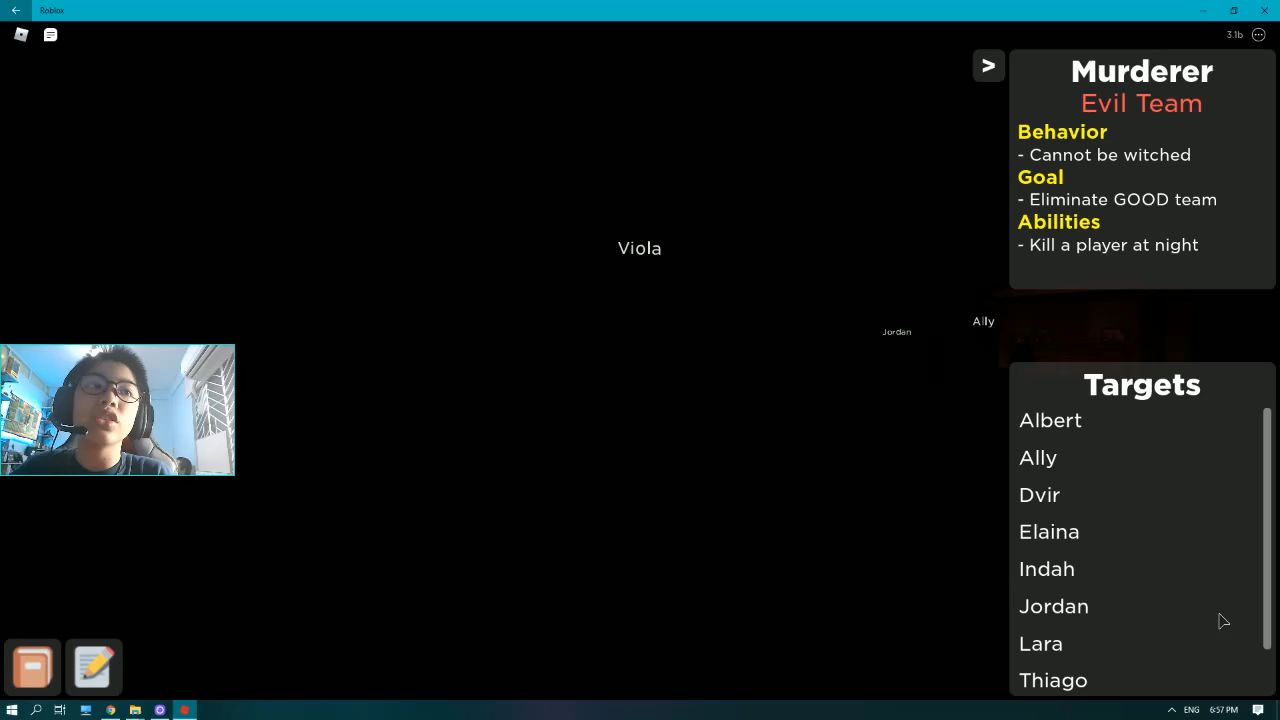 Roblox
3.1b
>
Murderer
Evil Team
Behavior
- Cannot be witched
Goal
- Eliminate GOOD team
Abilities
- Kill a player at night
Viola
Jordan
Ally
Targets
Albert
Ally
Dvir
Elaina
Indah
Jordan
Lara
Thiago
ENG
6:57 PM